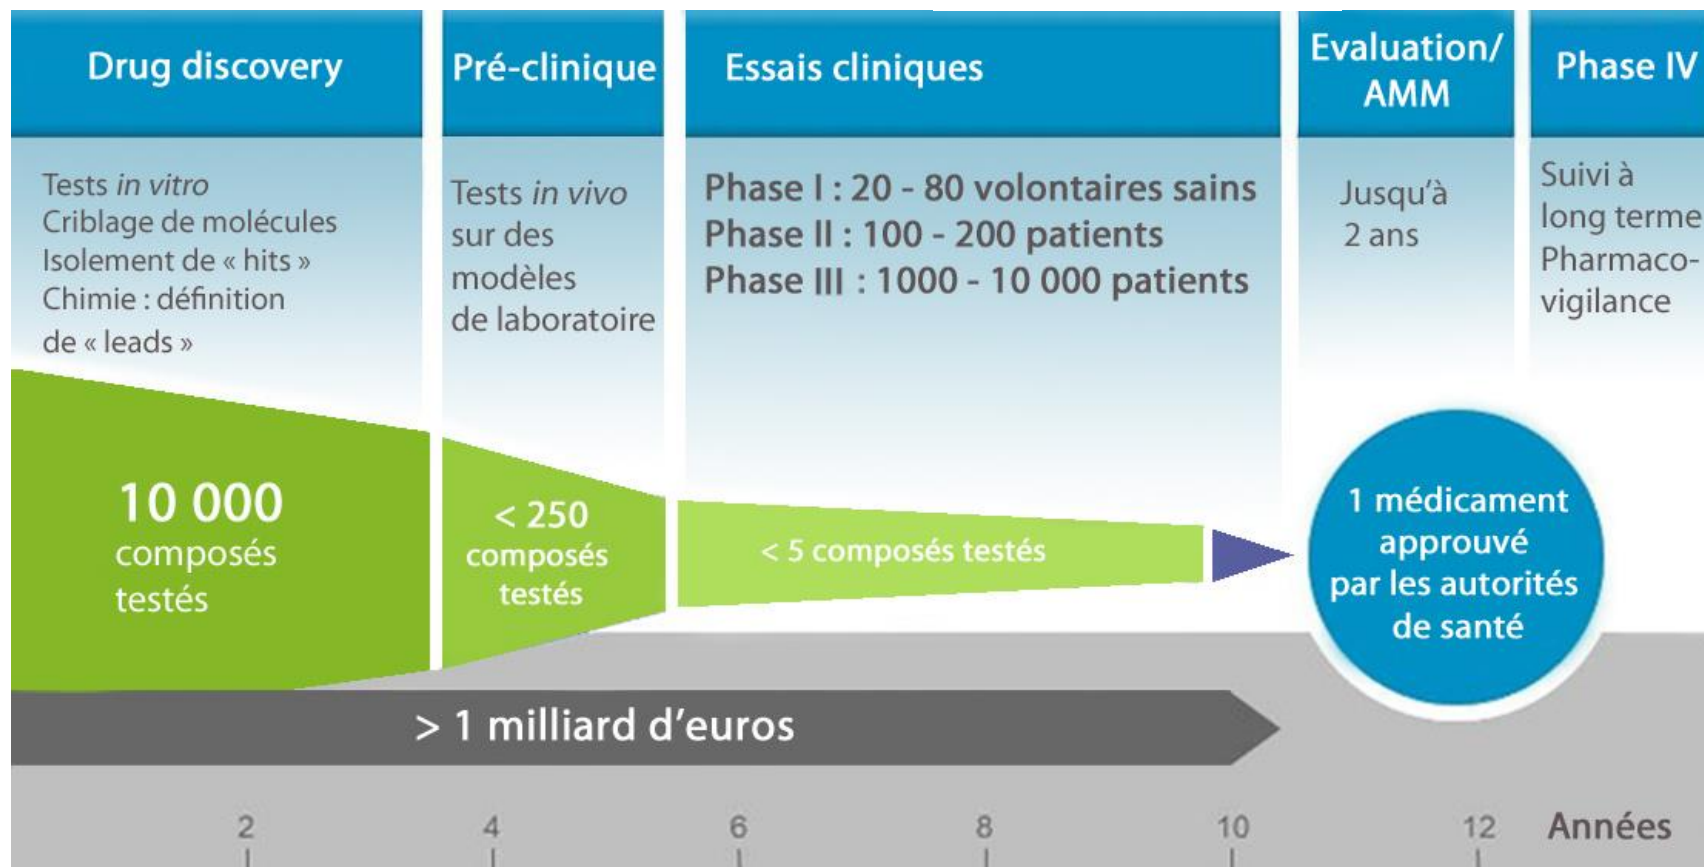 Drug discovery
Pré-clinique
Essais cliniques
Evaluation/
AMM
Phase IV
Tests in vitro
Criblage de molécules
Isolement de « hits »
Chimie : définition
de « leads »
Tests in vivo
sur des
modèles
de laboratoire
Phase I : 20 - 80 volontaires sains
Phase II : 100 - 200 patients
Phase III : 1000 - 10 000 patients
Jusqu’à
2 ans
Suivi à
long terme
Pharmaco-
vigilance
10 000
composés
testés
< 250
composés
testés
< 5 composés testés
1 médicament
approuvé
par les autorités
de santé
> 1 milliard d’euros
2 4 6 8 10 12 Années